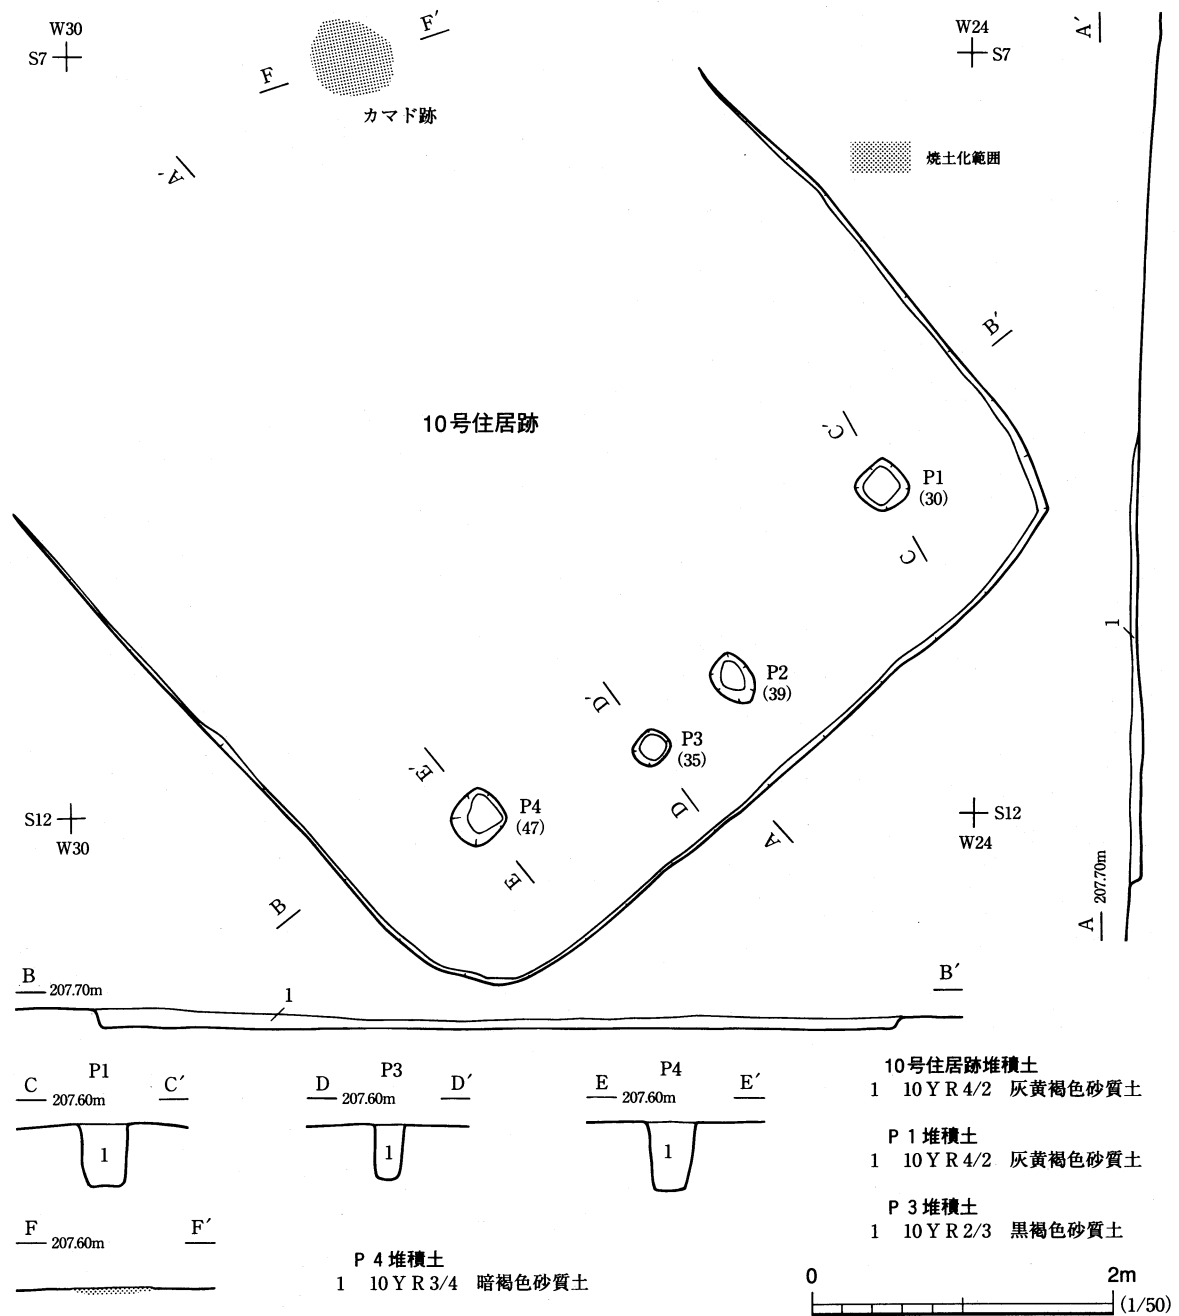 W30
S7
F
F′
カマド跡
A′
W24
S7
A′
焼土化範囲
B′
10号住居跡
C′
P1
(30)
C
1
P2
(39)
D′
P3
(35)
D
E′
P4
(47)
E
A
S12
W30
S12
W24
B
A
207.70m
B
207.70m
1
B′
C
207.60m
P1
C′
1
D
207.60m
P3
D′
1
E
207.60m
P4
E′
1
F
207.60m
F′
10号住居跡堆積土
1 10YR4/2 灰黄褐色砂質土
P1堆積土
1 10YR4/2 灰黄褐色砂質土
P3堆積土
1 10YR2/3 黒褐色砂質土
P4堆積土
1 10YR3/4 暗褐色砂質土
0 2m
(1/50)